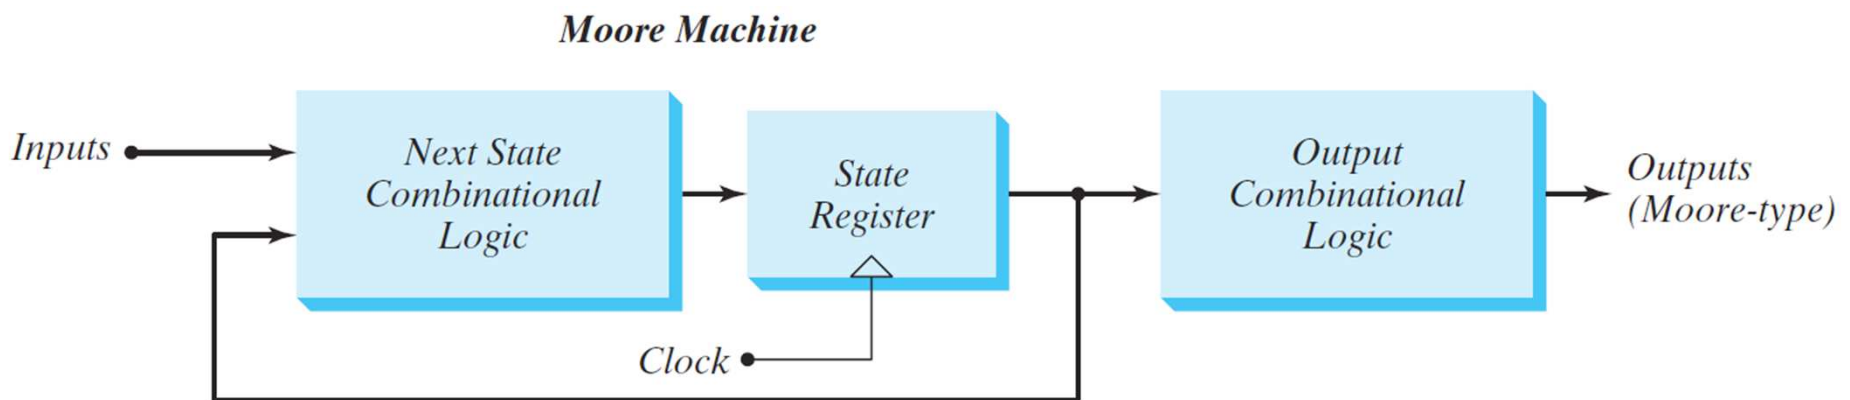 Moore Machine
Inputs
Next State
Combinational
Logic
State
Register
Output
Combinational
Logic
Outputs
(Moore-type)
Clock